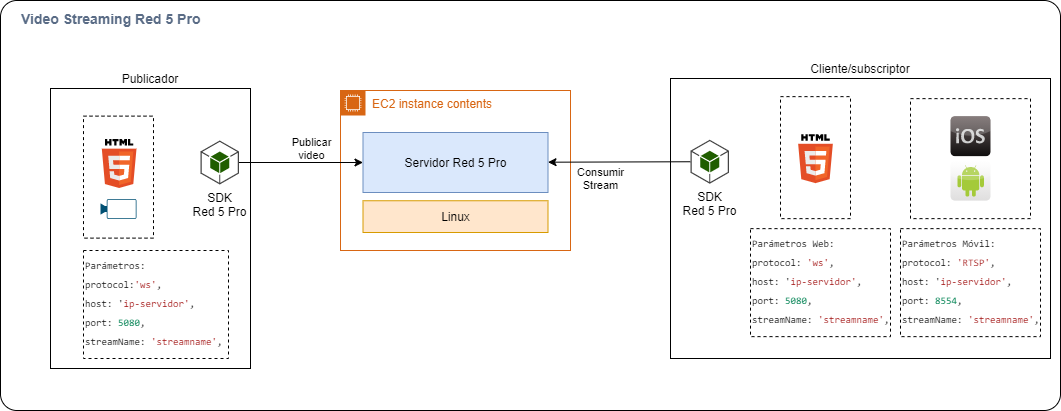 Video Streaming Red 5 Pro
Publicador
HTML
5
SDK
Red 5 Pro
Parámetros:
protocol:'ws',
host: 'ip-servidor',
port: 5080,
streamName: 'streamname',
Publicar
video
EC2 instance contents
Servidor Red 5 Pro
Linux
Consumir
Stream
Cliente/subscriptor
SDK
Red 5 Pro
HTML
5
iOS
Parámetros Web:
protocol: 'ws',
host: 'ip-servidor',
port: 5080,
streamName: 'streamname',
Parámetros Móvil:
protocol: 'RTSP',
host: 'ip-servidor',
port: 8554,
streamName: 'streamname',